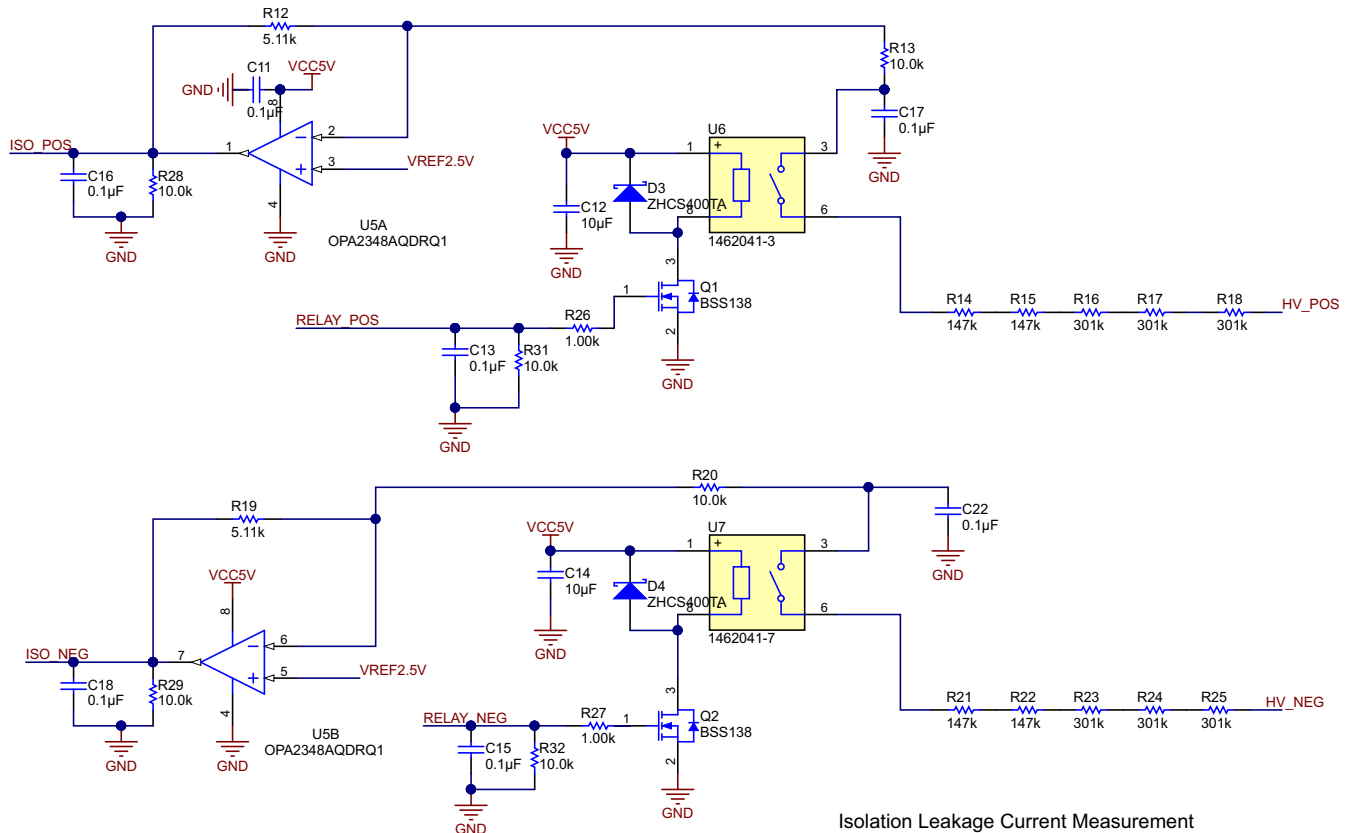 R12
5.11k
R13
10.0k
C11
0.1µF
VCC5V
GND
8
C17
0.1µF
GND
ISO_POS
1
2
3
VREF2.5V
4
C16
0.1µF
R28
10.0k
GND
GND
U5A
OPA2348AQDRQ1
VCC5V
U6
1
+
3
D3
ZHCS400TA
C12
10µF
8
-
6
1462041-3
GND
3
Q1
BSS138
1
2
R26
1.00k
RELAY_POS
C13
0.1µF
R31
10.0k
GND
GND
R14
147k
R15
147k
R16
301k
R17
301k
R18
301k
HV_POS
R20
10.0k
R19
5.11k
C22
0.1µF
GND
VCC5V
U7
1
+
3
C14
10µF
D4
ZHCS400TA
8
-
6
1462041-7
GND
VCC5V
8
6
5
VREF2.5V
ISO_NEG
7
4
C18
0.1µF
R29
10.0k
GND
GND
U5B
OPA2348AQDRQ1
3
Q2
BSS138
1
2
R27
1.00k
RELAY_NEG
C15
0.1µF
R32
10.0k
GND
GND
R21
147k
R22
147k
R23
301k
R24
301k
R25
301k
HV_NEG
Isolation Leakage Current Measurement